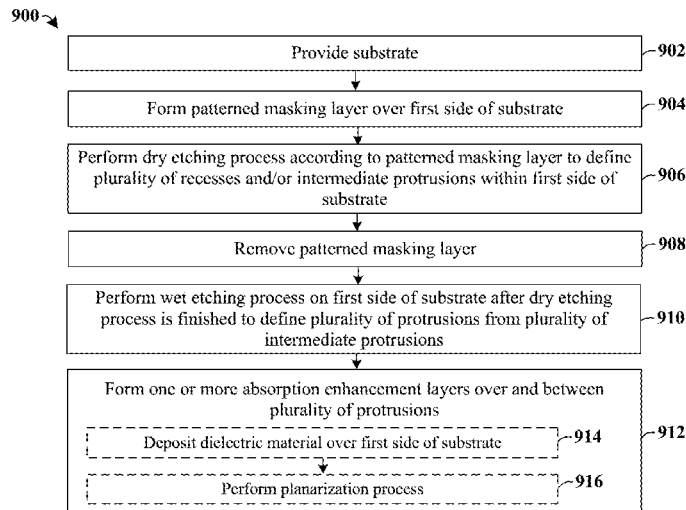 900
Provide substrate
902
Form patterned masking layer over first side of substrate
904
Perform dry etching process according to patterned masking layer to define
plurality of recesses and/or intermediate protrusions within first side of
substrate
906
Remove patterned masking layer
908
Perform wet etching process on first side of substrate after dry etching
process is finished to define plurality of protrusions from plurality of
intermediate protrusions
910
Form one or more absorption enhancement layers over and between
plurality of protrusions
912
Deposit dielectric material over first side of substrate
914
Perform planarization process
916